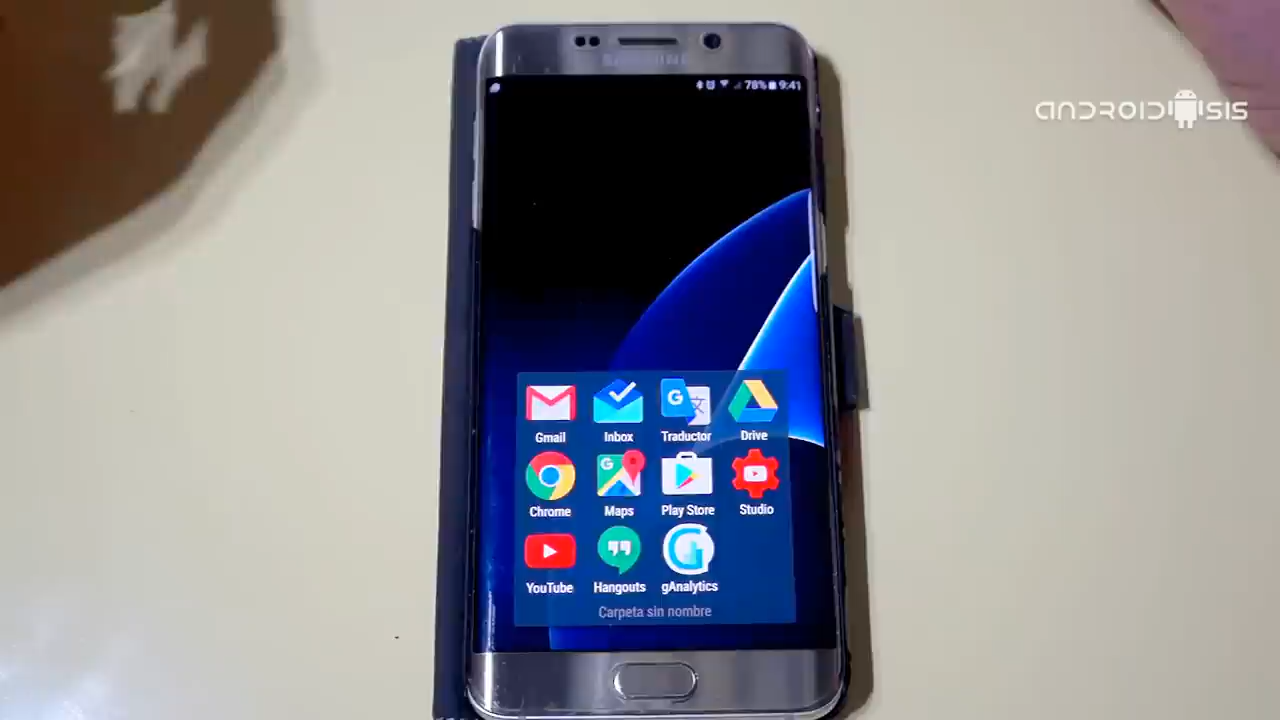 SAMSUNG
78% 9:41
ANDROIDSIS
Gmail Inbox Traductor Drive
Chrome Maps Play Store Studio
YouTube Hangouts gAnalytics
Carpeta sin nombre